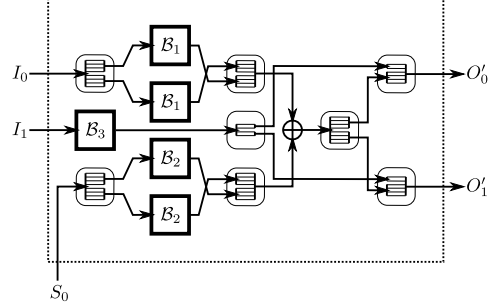 B₁
I₀ O′₀
B₁
I₁ B₃
B₂
O′₁
B₂
S₀